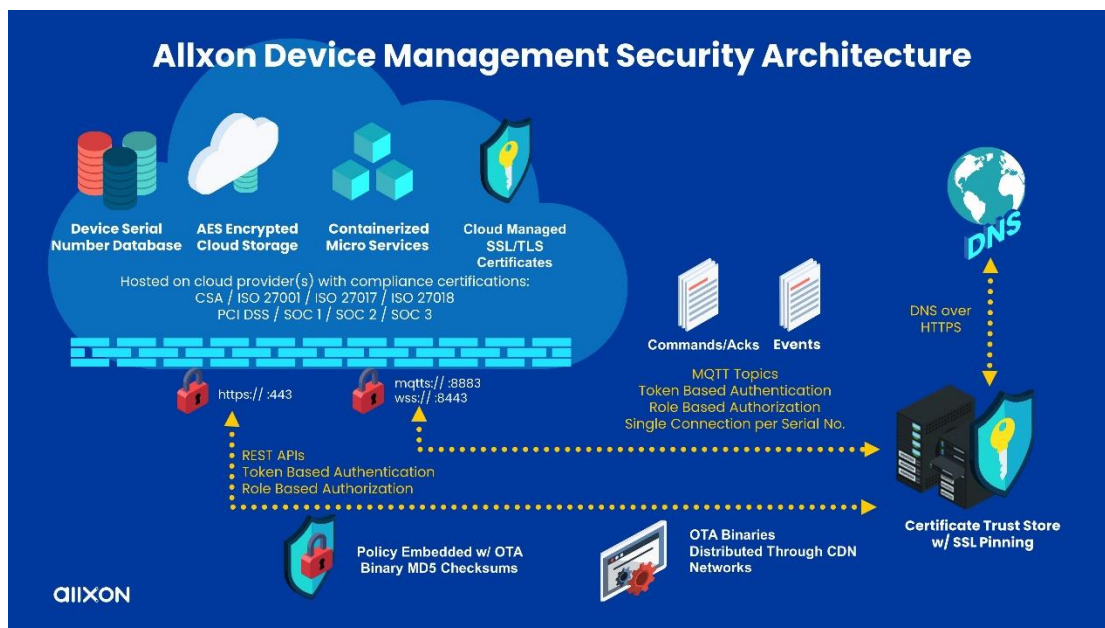 Allxon Device Management Security Architecture
Device Serial
Number Database
AES Encrypted
Cloud Storage
Containerized
Micro Services
Cloud Managed
SSL/TLS
Certificates
Hosted on cloud provider(s) with compliance certifications:
CSA / ISO 27001 / ISO 27017 / ISO 27018
PCI DSS / SOC 1 / SOC 2 / SOC 3
DNS
DNS over
HTTPS
Commands/Acks
Events
MQTT Topics
Token Based Authentication
Role Based Authorization
Single Connection per Serial No.
https:// :443
mqtts:// :8883
wss:// :8443
REST APIs
Token Based Authentication
Role Based Authorization
Certificate Trust Store
w/ SSL Pinning
Policy Embedded w/ OTA
Binary MD5 Checksums
OTA Binaries
Distributed Through CDN
Networks
allxon